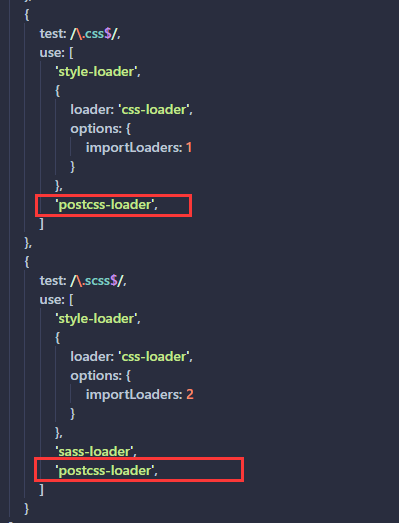 },
{
test: /\.css$/,
use: [
'style-loader',
{
loader: 'css-loader',
options: {
importLoaders: 1
}
},
'postcss-loader',
]
},
{
test: /\.scss$/,
use: [
'style-loader',
{
loader: 'css-loader',
options: {
importLoaders: 2
}
},
'sass-loader',
'postcss-loader',
]
}